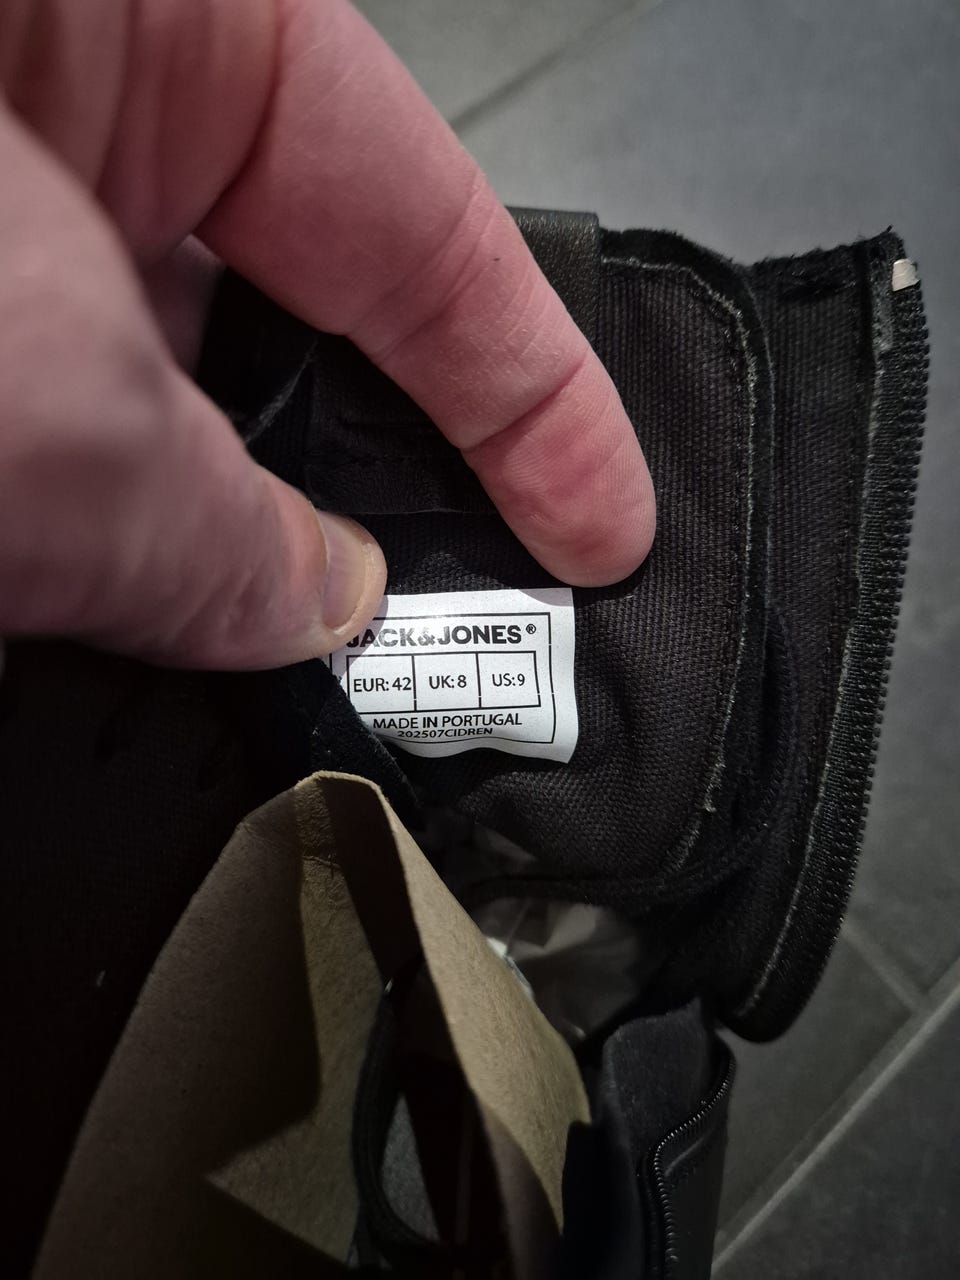 JACK&JONES®
EUR: 42 UK: 8 US: 9
MADE IN PORTUGAL
202507CIDREN